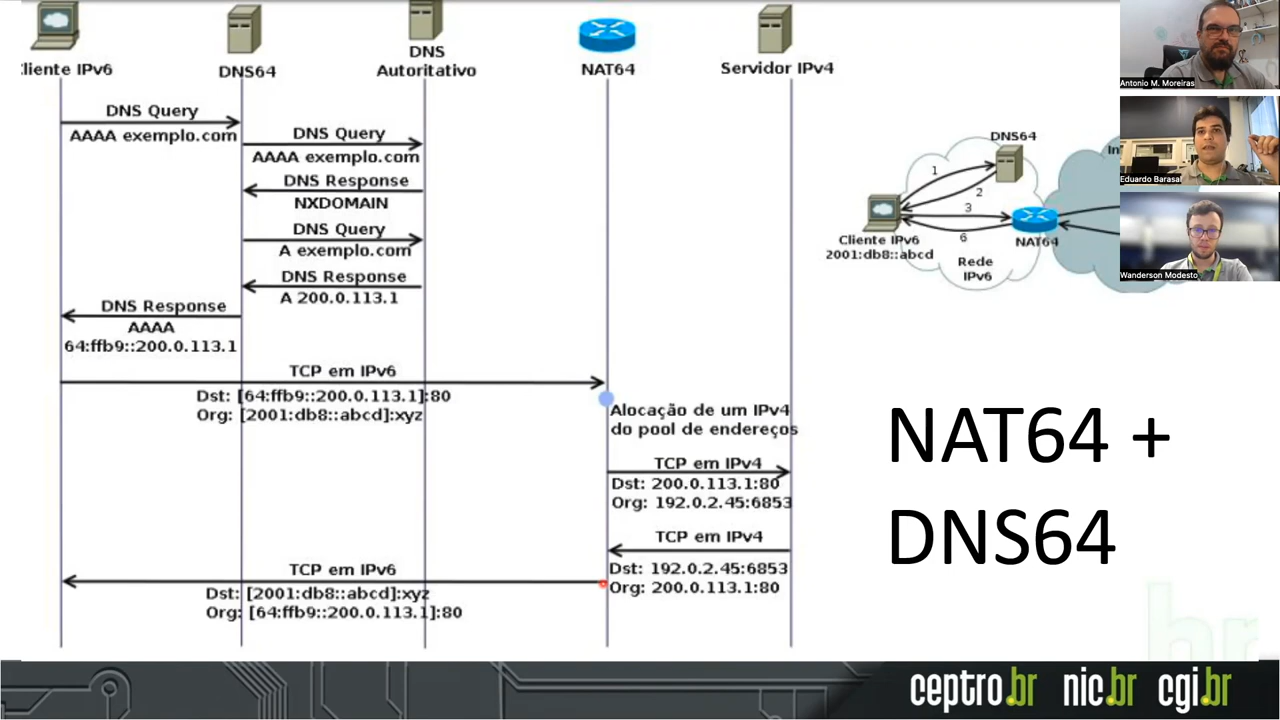 :liente IPv6
DNS64
DNS
Autoritativo
NAT64
Servidor IPv4
DNS Query
AAAA exemplo.com
DNS Query
AAAA exemplo.com
DNS Response
NXDOMAIN
DNS Query
A exemplo.com
DNS Response
A 200.0.113.1
DNS Response
AAAA
64:ffb9::200.0.113.1
TCP em IPv6
Dst: [64:ffb9::200.0.113.1]:80
Org: [2001:db8::abcd]:xyz
Alocação de um IPv4
do pool de endereços
TCP em IPv4
Dst: 200.0.113.1:80
Org: 192.0.2.45:6853
TCP em IPv4
Dst: 192.0.2.45:6853
Org: 200.0.113.1:80
TCP em IPv6
Dst: [2001:db8::abcd]:xyz
Org: [64:ffb9::200.0.113.1]:80
DNS64
1
2
3
6
Cliente IPv6
2001:db8::abcd
NAT64
Rede
IPv6
In
Antonio M. Moreiras
Eduardo Barasal
Wanderson Modesto
NAT64 +
DNS64
br
ceptro.br nic.br cgi.br